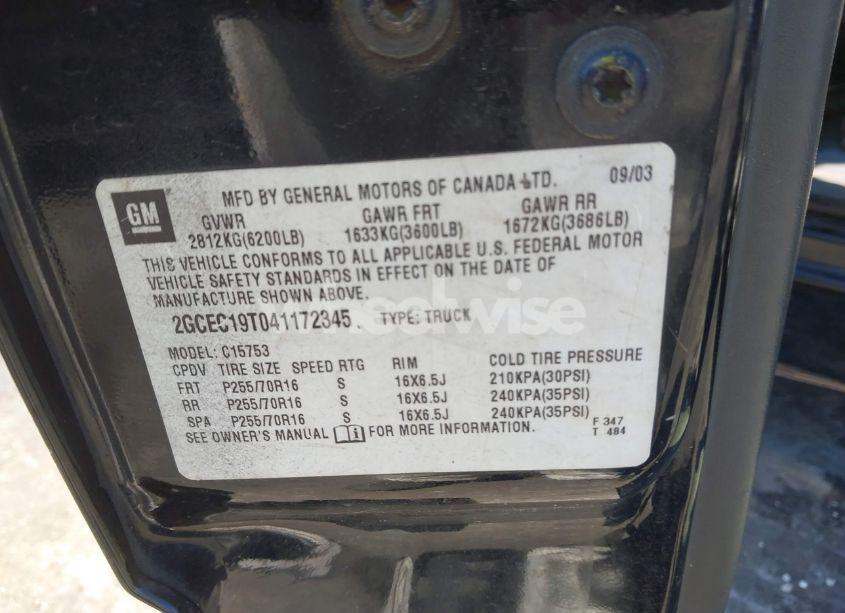 GM
MFD BY GENERAL MOTORS OF CANADA LTD. 09/03
GVWR GAWR FRT GAWR RR
2812KG(6200LB) 1633KG(3600LB) 1672KG(3686LB)
THIS VEHICLE CONFORMS TO ALL APPLICABLE U.S. FEDERAL MOTOR
VEHICLE SAFETY STANDARDS IN EFFECT ON THE DATE OF
MANUFACTURE SHOWN ABOVE.
2GCEC19T041172345 TYPE: TRUCK
MODEL: C15753
CPDV TIRE SIZE SPEED RTG RIM COLD TIRE PRESSURE
FRT P255/70R16 S 16X6.5J 210KPA(30PSI)
RR P255/70R16 S 16X6.5J 240KPA(35PSI)
SPA P255/70R16 S 16X6.5J 240KPA(35PSI)
SEE OWNER'S MANUAL FOR MORE INFORMATION.
F 347
T 484